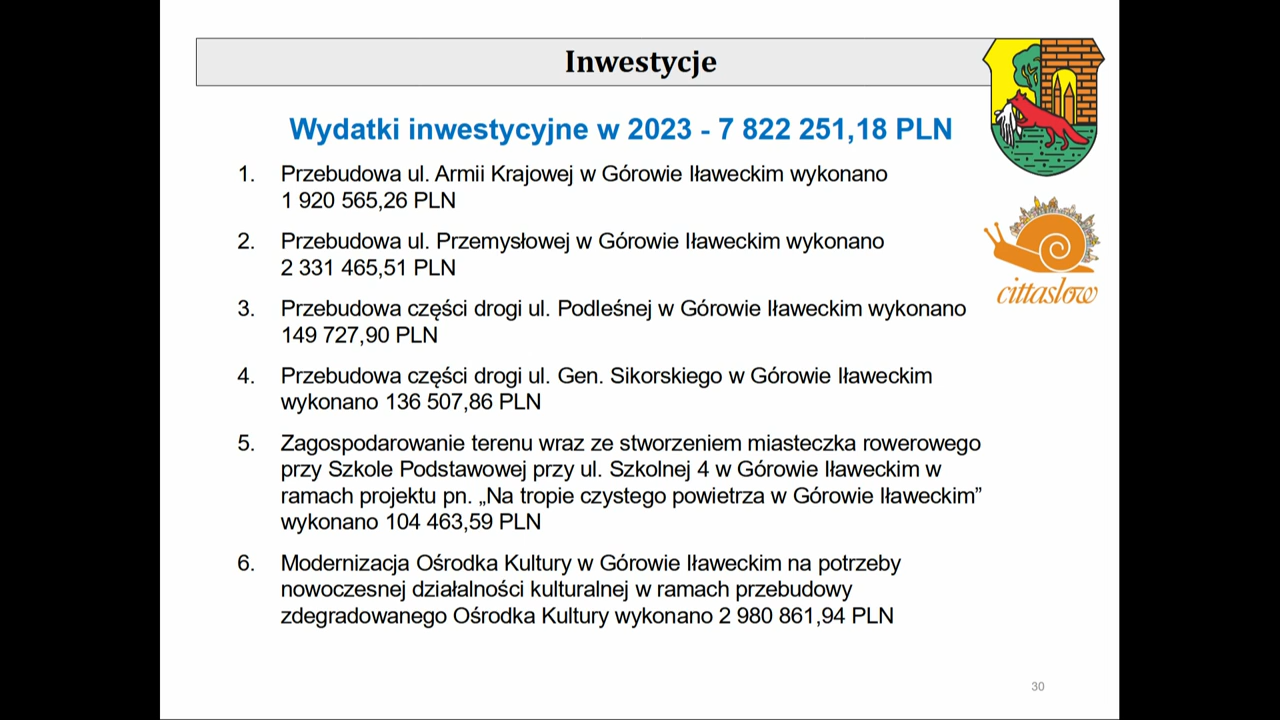 Inwestycje
Wydatki inwestycyjne w 2023 - 7 822 251,18 PLN
1. Przebudowa ul. Armii Krajowej w Górowie Iławeckim wykonano
1 920 565,26 PLN
2. Przebudowa ul. Przemysłowej w Górowie Iławeckim wykonano
2 331 465,51 PLN
3. Przebudowa części drogi ul. Podleśnej w Górowie Iławeckim wykonano
149 727,90 PLN
4. Przebudowa części drogi ul. Gen. Sikorskiego w Górowie Iławeckim
wykonano 136 507,86 PLN
5. Zagospodarowanie terenu wraz ze stworzeniem miasteczka rowerowego
przy Szkole Podstawowej przy ul. Szkolnej 4 w Górowie Iławeckim w
ramach projektu pn. „Na tropie czystego powietrza w Górowie Iławeckim”
wykonano 104 463,59 PLN
6. Modernizacja Ośrodka Kultury w Górowie Iławeckim na potrzeby
nowoczesnej działalności kulturalnej w ramach przebudowy
zdegradowanego Ośrodka Kultury wykonano 2 980 861,94 PLN
cittaslow
30